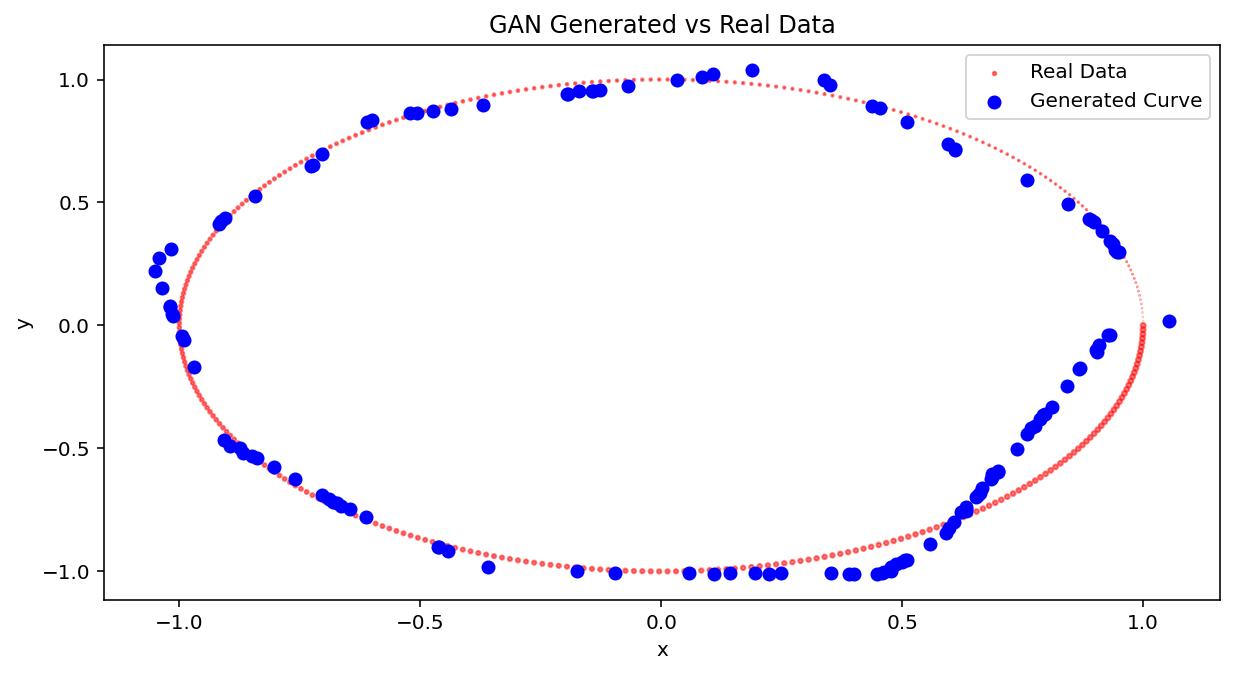 GAN Generated vs Real Data
Real Data
Generated Curve
1.0
0.5
0.0
−0.5
−1.0
y
−1.0 −0.5 0.0 0.5 1.0
x